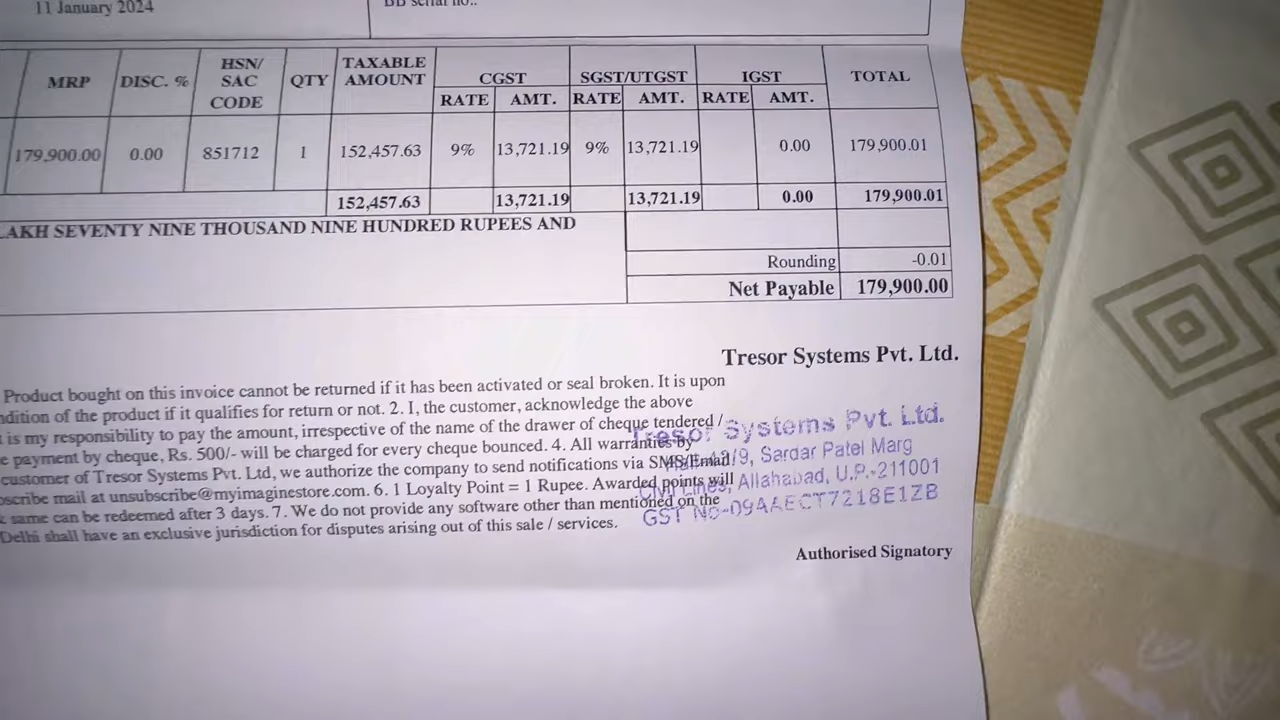 11 January 2024
MRP DISC. % HSN/ SAC CODE QTY TAXABLE AMOUNT CGST SGST/UTGST IGST TOTAL
RATE AMT. RATE AMT. RATE AMT.
179,900.00 0.00 851712 1 152,457.63 9% 13,721.19 9% 13,721.19 0.00 179,900.01
152,457.63 13,721.19 13,721.19 0.00 179,900.01
LAKH SEVENTY NINE THOUSAND NINE HUNDRED RUPEES AND
Rounding -0.01
Net Payable 179,900.00
Tresor Systems Pvt. Ltd.
Product bought on this invoice cannot be returned if it has been activated or seal broken. It is upon
of the product if it qualifies for return or not. 2. I, the customer, acknowledge the above
is my responsibility to pay the amount, irrespective of the name of the drawer of cheque tendered /
payment by cheque, Rs. 500/- will be charged for every cheque bounced. 4. All warranties by
customer of Tresor Systems Pvt. Ltd, we authorize the company to send notifications via SMS/Email
mail at unsubscribe@myimaginestore.com. 6. 1 Loyalty Point = 1 Rupee. Awarded points will
same can be redeemed after 3 days. 7. We do not provide any software other than mentioned on the
Delhi shall have an exclusive jurisdiction for disputes arising out of this sale / services.
Tresor Systems Pvt. Ltd.
Sardar Patel Marg
Civil Lines, Allahabad, U.P.-211001
GST No-09AAECT7218E1ZB
Authorised Signatory